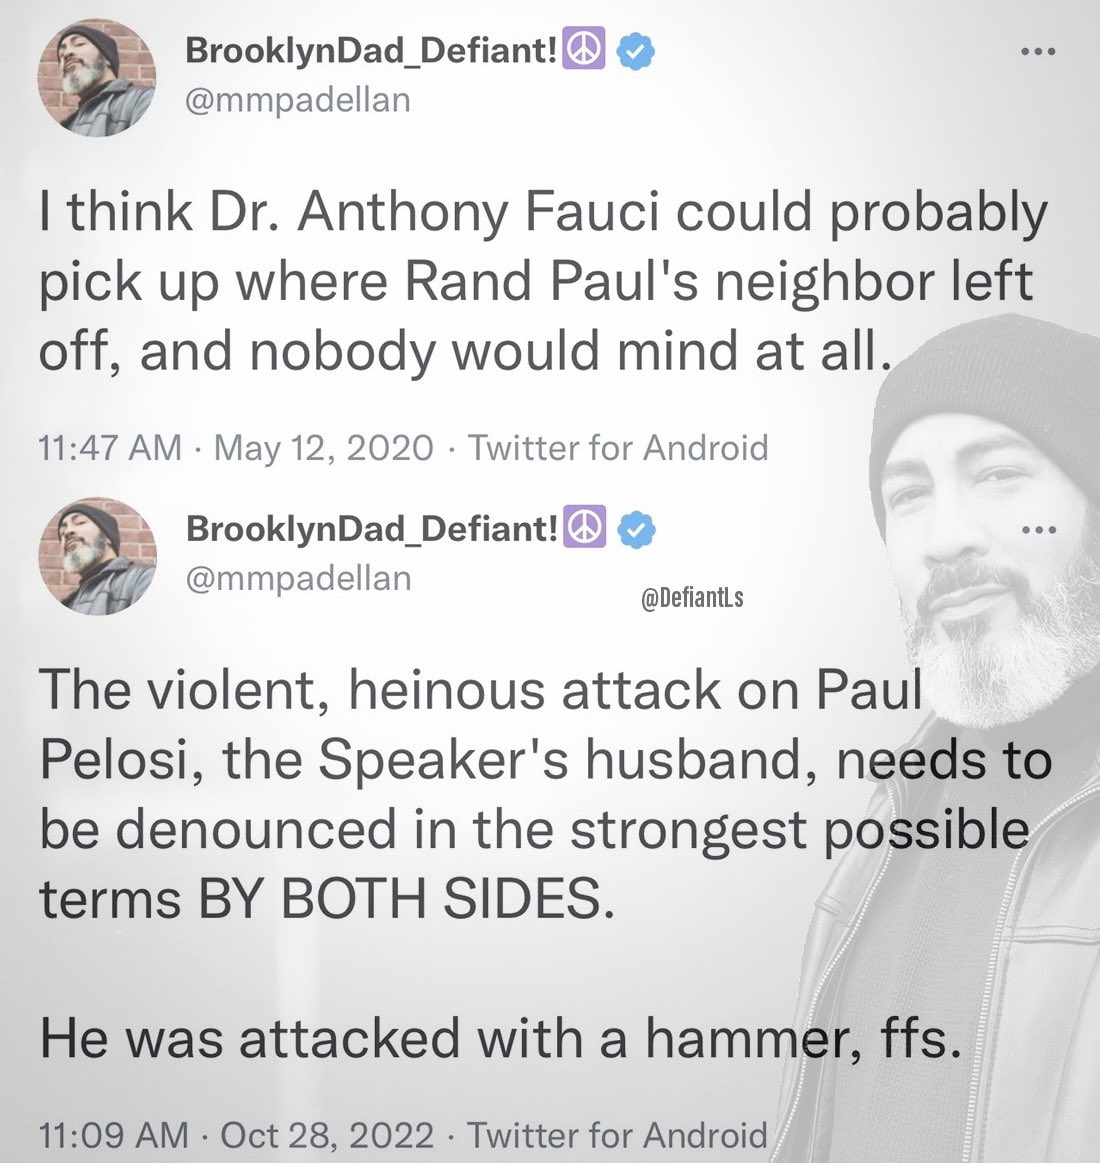 BrooklynDad_Defiant!☮️
@mmpadellan
I think Dr. Anthony Fauci could probably
pick up where Rand Paul's neighbor left
off, and nobody would mind at all.
11:47 AM · May 12, 2020 · Twitter for Android
BrooklynDad_Defiant!☮️
@mmpadellan
@DefiantLs
The violent, heinous attack on Paul
Pelosi, the Speaker's husband, needs to
be denounced in the strongest possible
terms BY BOTH SIDES.
He was attacked with a hammer, ffs.
11:09 AM · Oct 28, 2022 · Twitter for Android